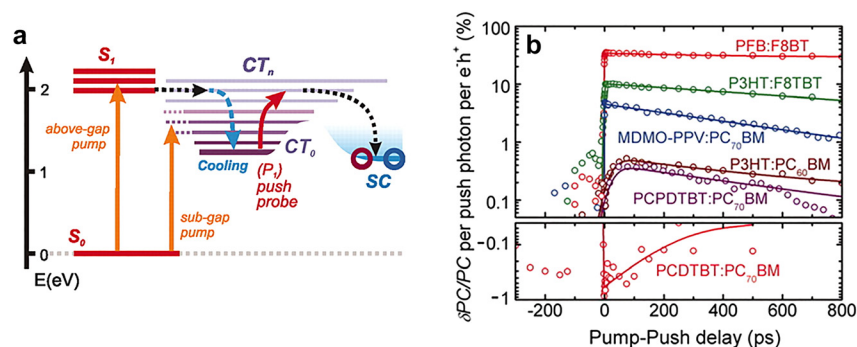 a
S1
CTn
2
above-gap
pump
CT0
Cooling
(P1)
push
probe
SC
1
sub-gap
pump
S0
0
E(eV)
b
δPC/PC per push photon per e-h+ (%)
100
10
1
0.1
-0.1
-1
PFB:F8BT
P3HT:F8TBT
MDMO-PPV:PC70BM
P3HT:PC60BM
PCPDTBT:PC70BM
PCDTBT:PC70BM
-200 0 200 400 600 800
Pump-Push delay (ps)